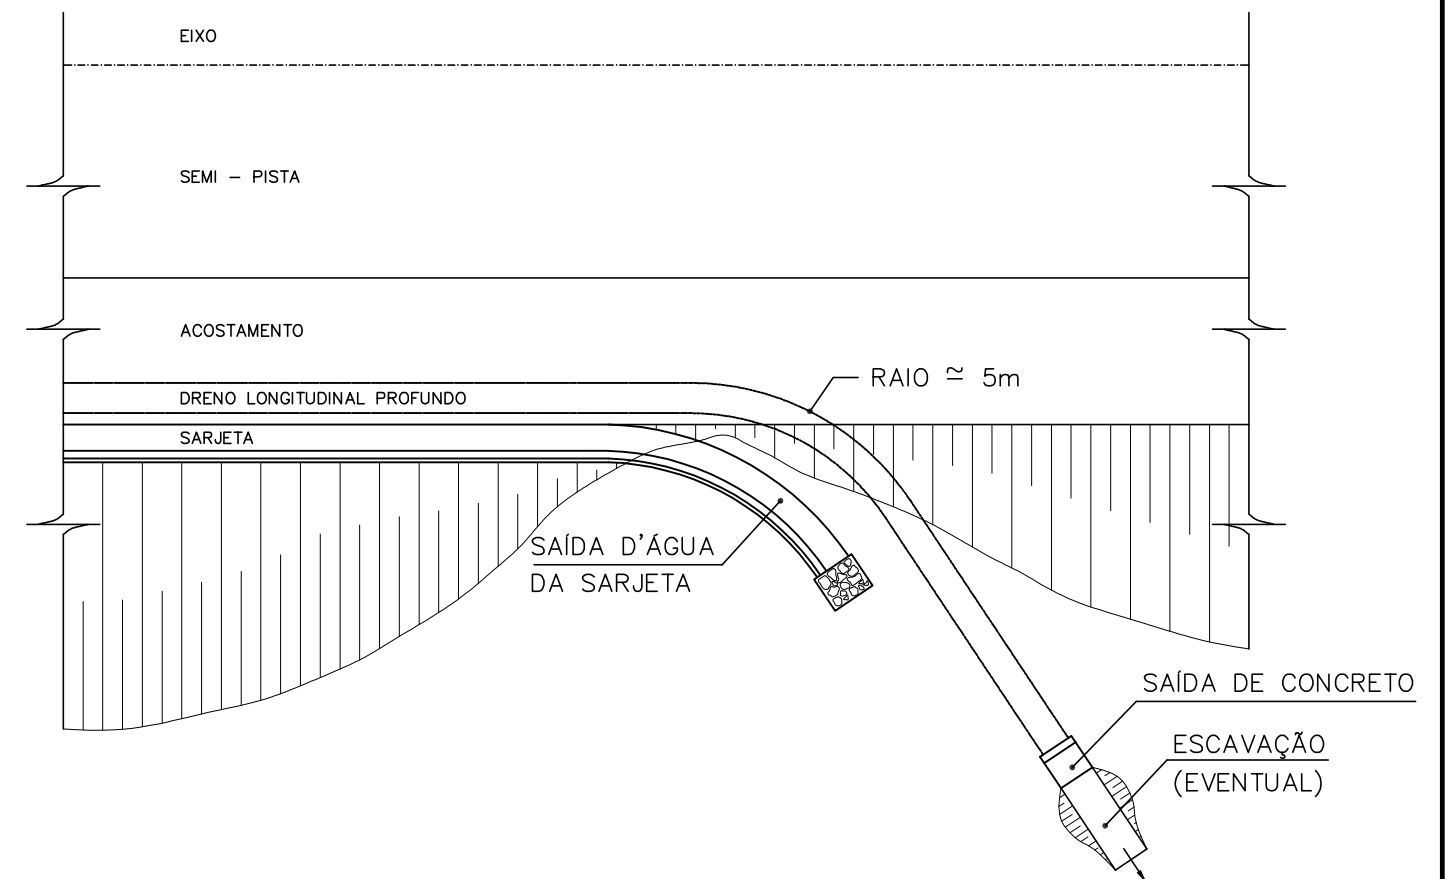 EIXO
SEMI - PISTA
ACOSTAMENTO
RAIO ≃ 5m
DRENO LONGITUDINAL PROFUNDO
SARJETA
SAÍDA D'ÁGUA
DA SARJETA
SAÍDA DE CONCRETO
ESCAVAÇÃO
(EVENTUAL)